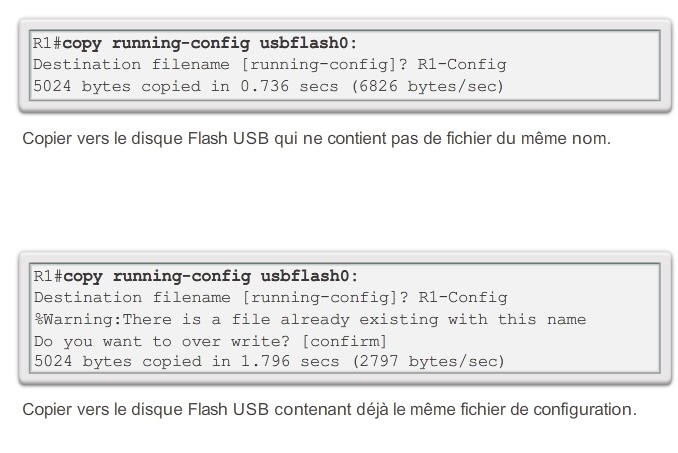 R1#copy running-config usbflash0:
Destination filename [running-config]? R1-Config
5024 bytes copied in 0.736 secs (6826 bytes/sec)
Copier vers le disque Flash USB qui ne contient pas de fichier du même nom.
R1#copy running-config usbflash0:
Destination filename [running-config]? R1-Config
%Warning:There is a file already existing with this name
Do you want to over write? [confirm]
5024 bytes copied in 1.796 secs (2797 bytes/sec)
Copier vers le disque Flash USB contenant déjà le même fichier de configuration.